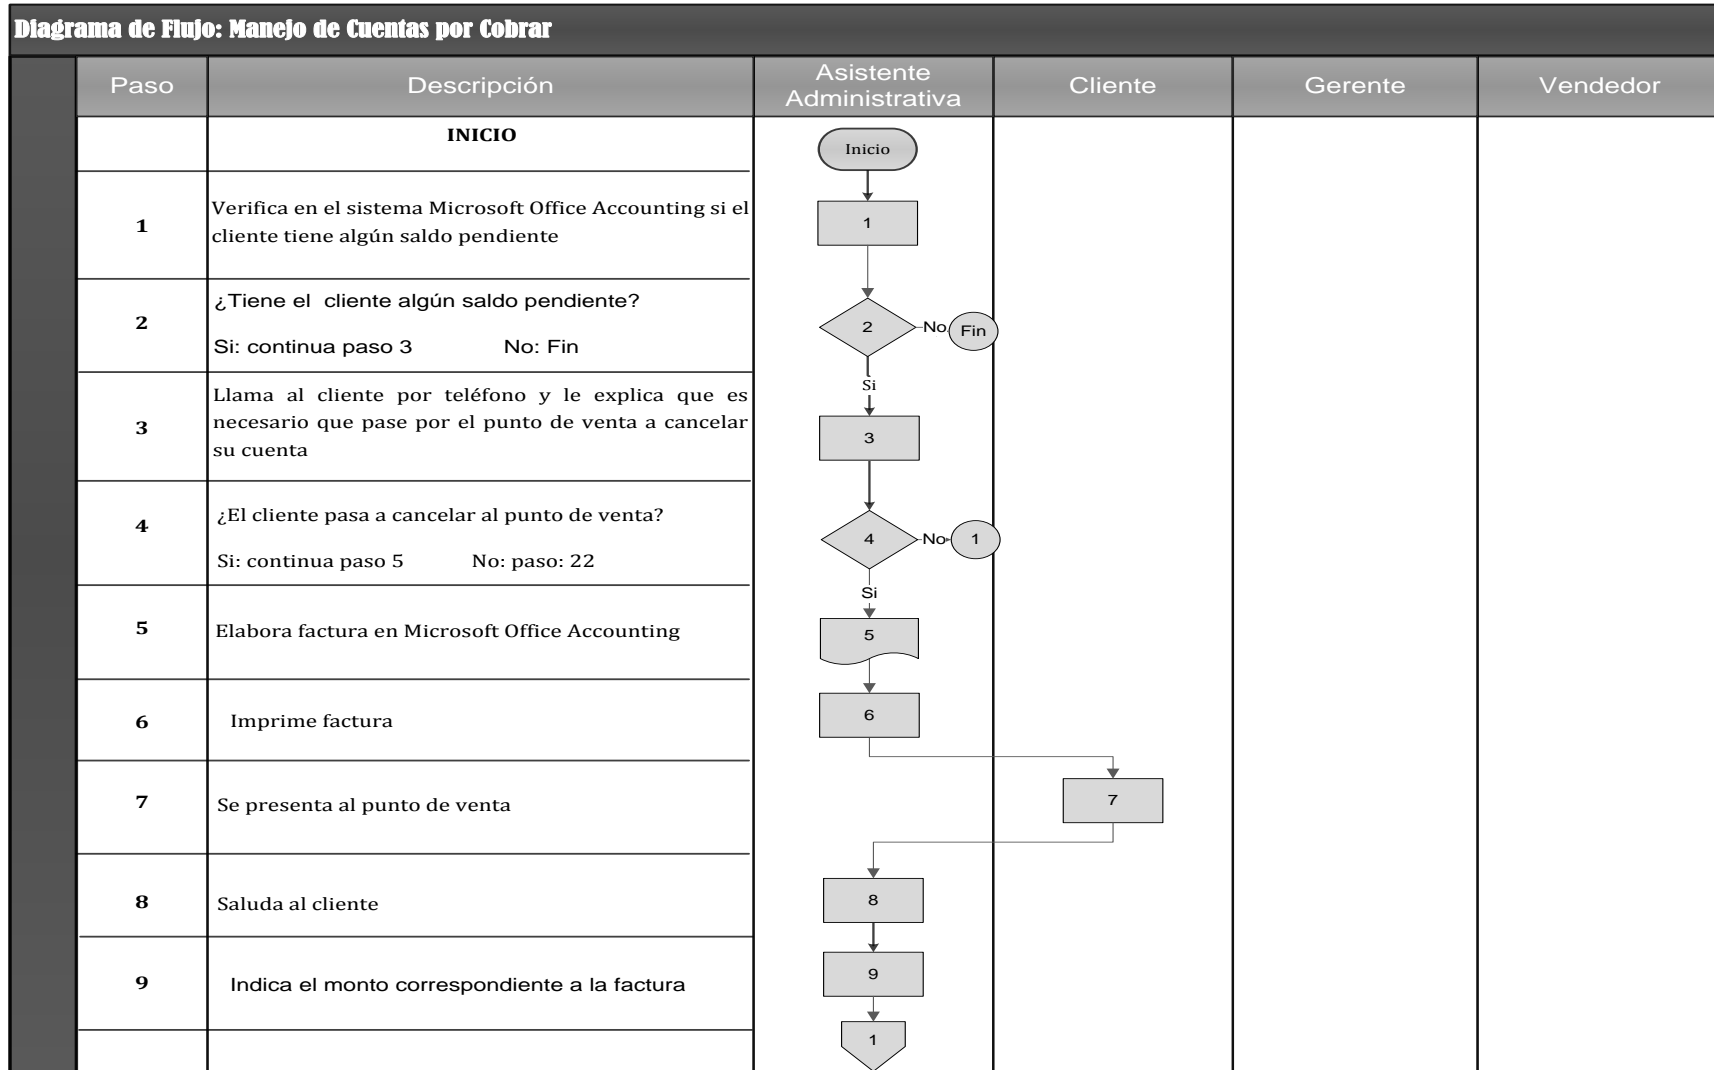 Diagrama de Flujo: Manejo de Cuentas por Cobrar
Paso
Descripción
Asistente
Administrativa
Cliente
Gerente
Vendedor
INICIO
Inicio
1
Verifica en el sistema Microsoft Office Accounting si el
cliente tiene algún saldo pendiente
1
2
¿Tiene el cliente algún saldo pendiente?
Si: continua paso 3 No: Fin
2
No
Fin
Si
3
Llama al cliente por teléfono y le explica que es
necesario que pase por el punto de venta a cancelar
su cuenta
3
4
¿El cliente pasa a cancelar al punto de venta?
Si: continua paso 5 No: paso: 22
4
No
1
Si
5
Elabora factura en Microsoft Office Accounting
5
6
Imprime factura
6
7
Se presenta al punto de venta
7
8
Saluda al cliente
8
9
Indica el monto correspondiente a la factura
9
1